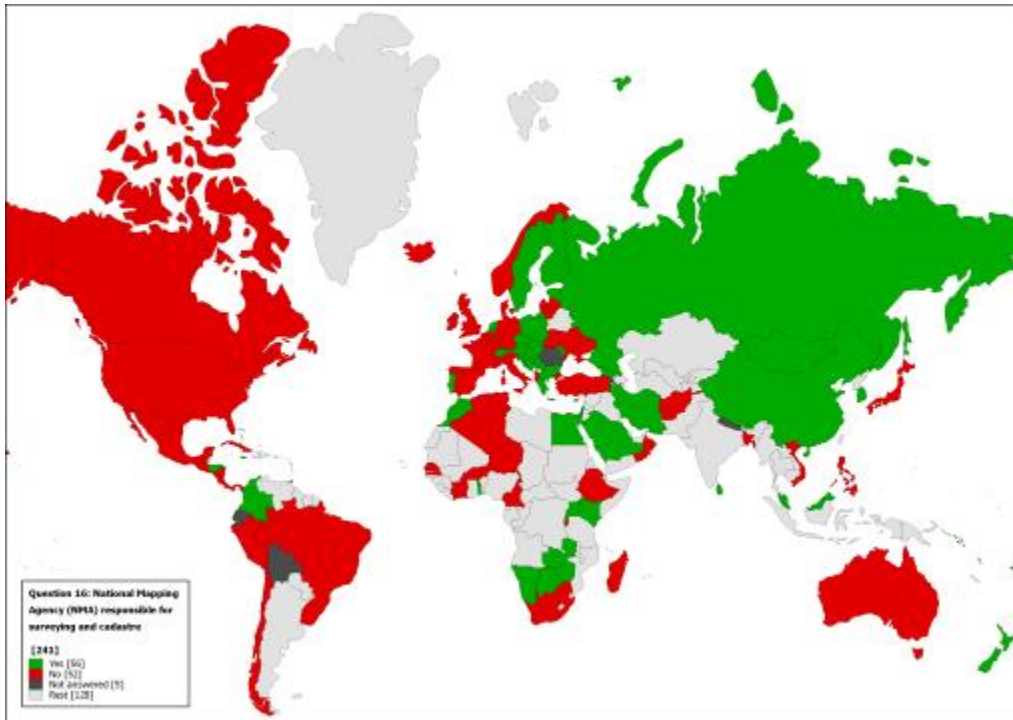 Question 16: National Mapping
Agency (NMA) responsible for
surveying and cadastre
[241]
Yes [56]
No [52]
Not answered [5]
Rest [128]